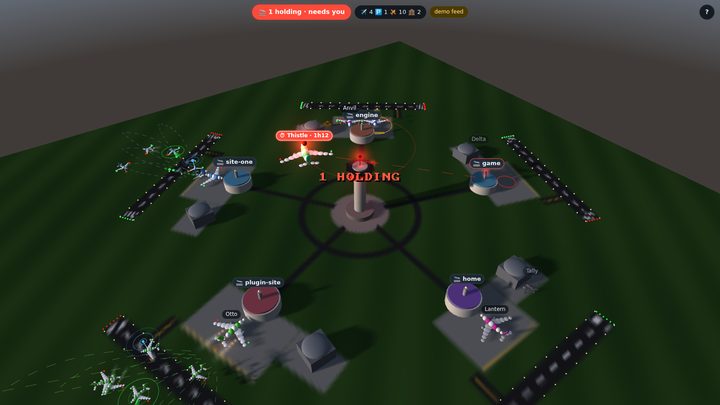 1 holding · needs you
4 1 10 2
demo feed
?
Anvil
engine
Thistle · 1h12
Delta
site-one
game
1 HOLDING
Tally
plugin-site
home
Otto
Lantern